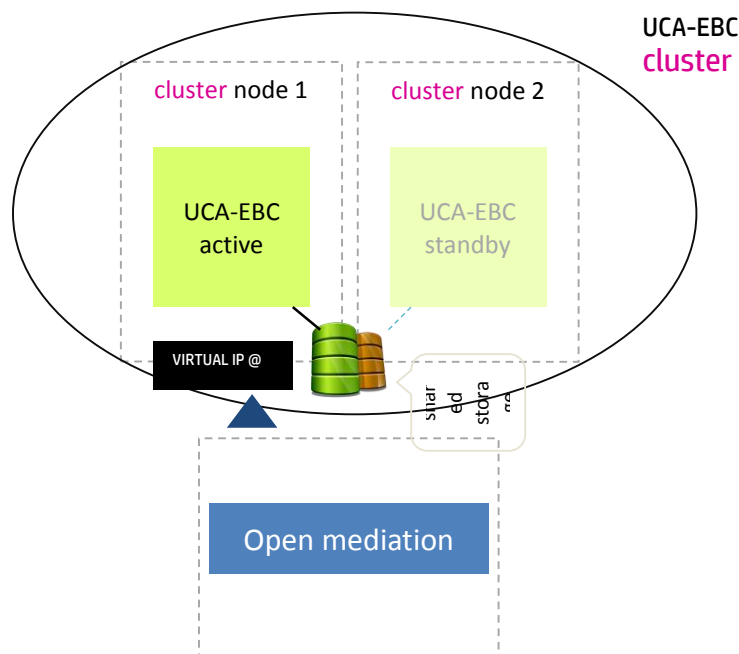 UCA-EBC
cluster
cluster node 1
cluster node 2
UCA-EBC
active
UCA-EBC
standby
VIRTUAL IP @
shar
ed
stora
ge
Open mediation